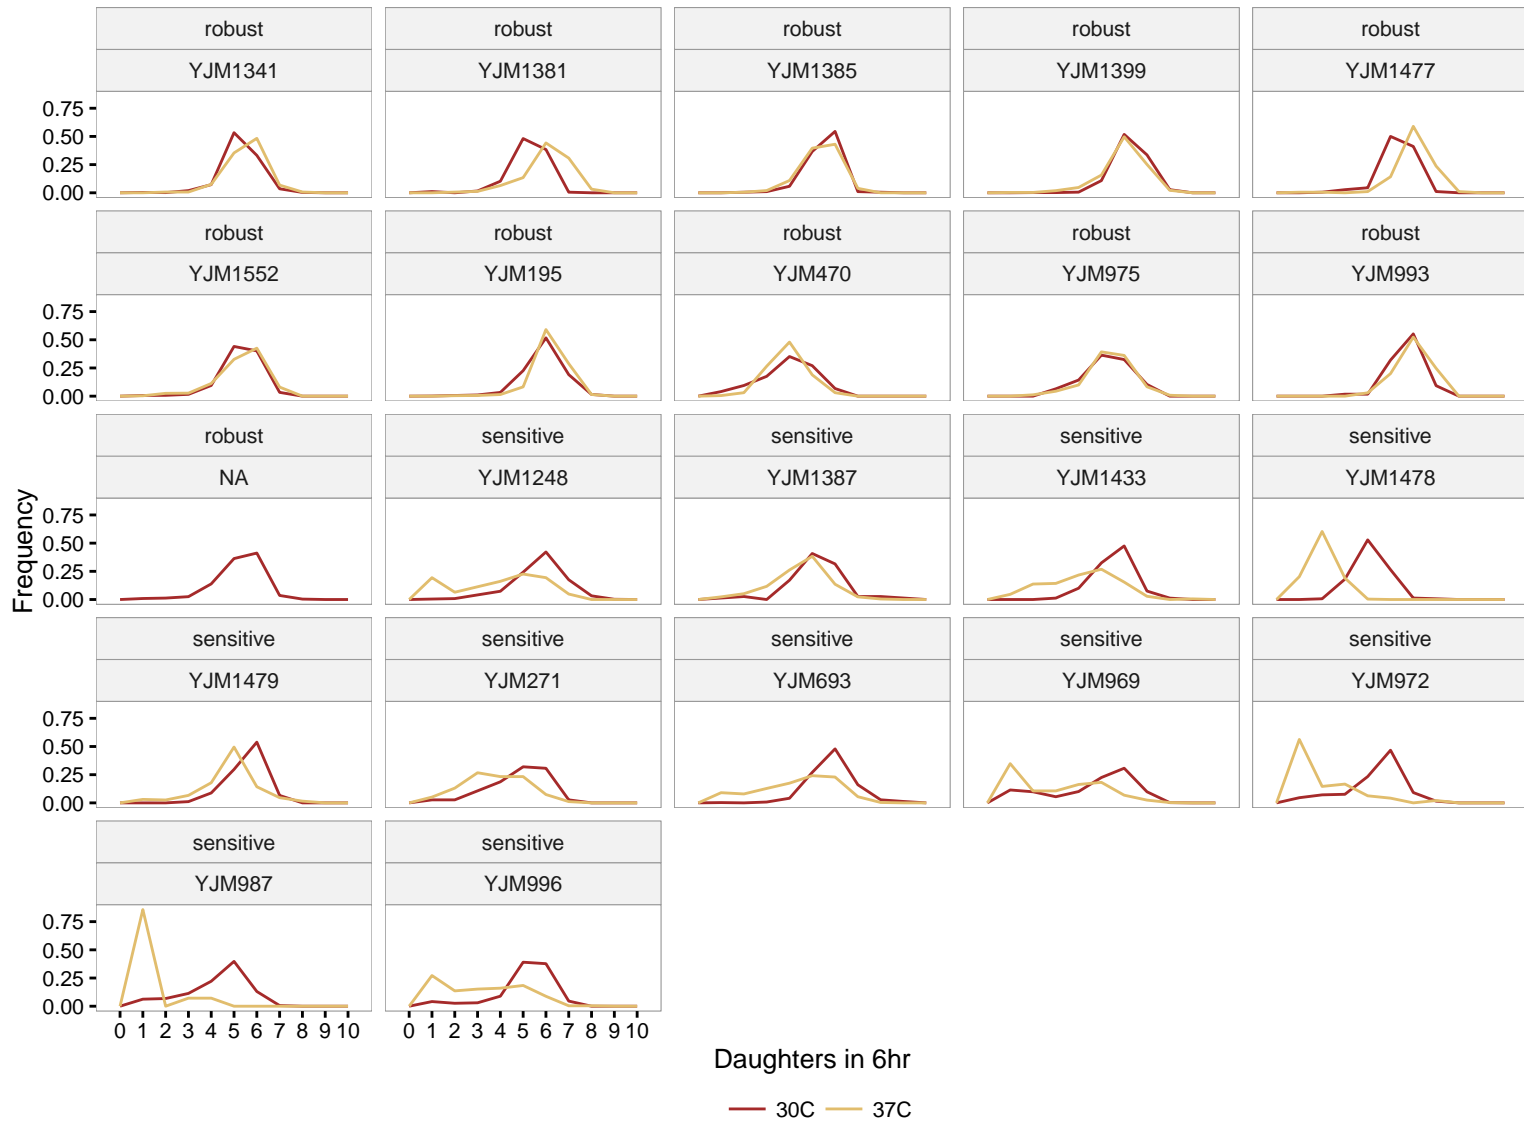 robust robust robust robust robust
YJM1341 YJM1381 YJM1385 YJM1399 YJM1477
0.75
0.50
0.25
0.00
robust robust robust robust robust
YJM1552 YJM195 YJM470 YJM975 YJM993
0.75
0.50
0.25
0.00
robust sensitive sensitive sensitive sensitive
NA YJM1248 YJM1387 YJM1433 YJM1478
0.75
0.50
0.25
0.00
Frequency
sensitive sensitive sensitive sensitive sensitive
YJM1479 YJM271 YJM693 YJM969 YJM972
0.75
0.50
0.25
0.00
sensitive sensitive
YJM987 YJM996
0.75
0.50
0.25
0.00
0 1 2 3 4 5 6 7 8 9 10 0 1 2 3 4 5 6 7 8 9 10
Daughters in 6hr
30C 37C